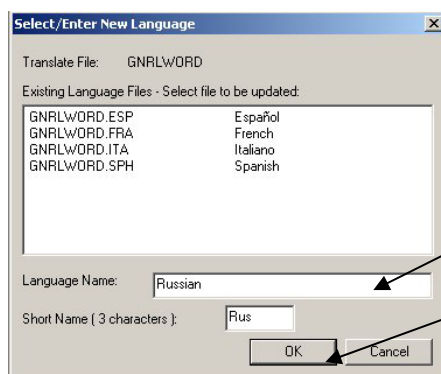 Select/Enter New Language
Translate File: GNRLWORD
Existing Language Files - Select file to be updated:
GNRLWORD.ESP Español
GNRLWORD.FRA French
GNRLWORD.ITA Italiano
GNRLWORD.SPH Spanish
Language Name: Russian
Short Name ( 3 characters ): Rus
OK Cancel